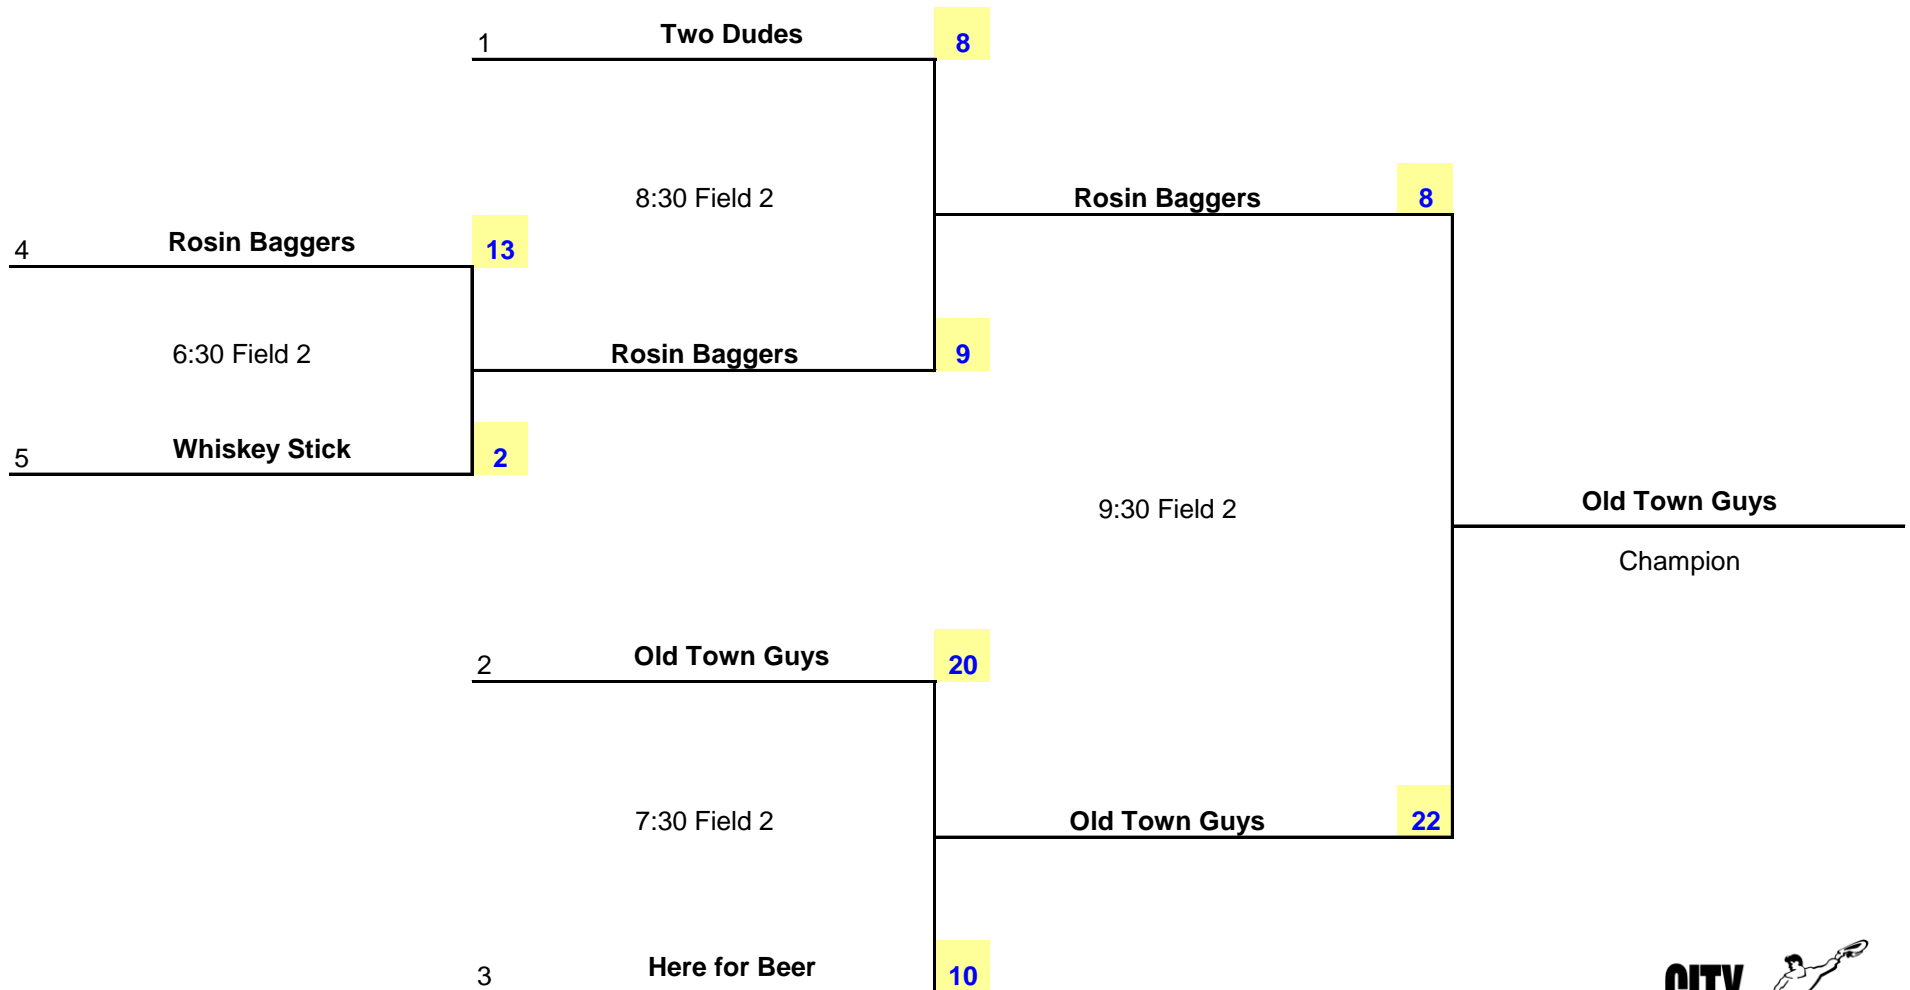 1 Two Dudes 8
8:30 Field 2
Rosin Baggers 8
4 Rosin Baggers 13
6:30 Field 2
Rosin Baggers 9
5 Whiskey Stick 2
9:30 Field 2
Old Town Guys
Champion
2 Old Town Guys 20
7:30 Field 2
Old Town Guys 22
3 Here for Beer 10
CITY